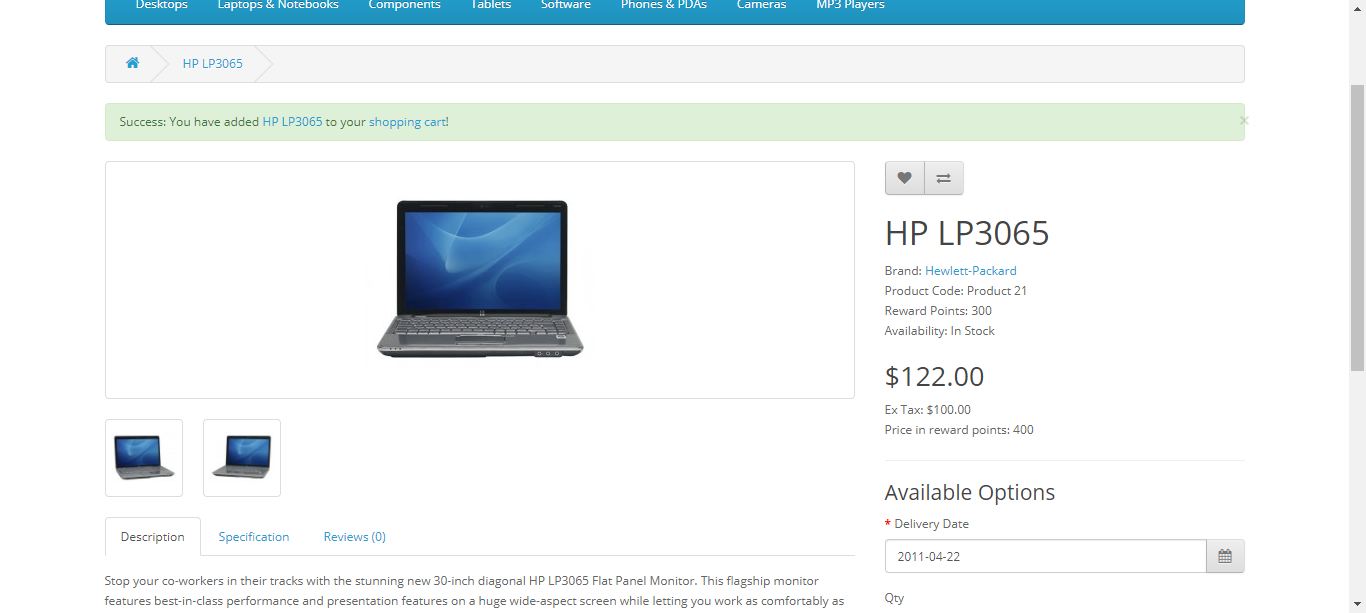 Desktops Laptops & Notebooks Components Tablets Software Phones & PDAs Cameras MP3 Players
HP LP3065
Success: You have added HP LP3065 to your shopping cart!
×
HP LP3065
Brand: Hewlett-Packard
Product Code: Product 21
Reward Points: 300
Availability: In Stock
$122.00
Ex Tax: $100.00
Price in reward points: 400
Available Options
* Delivery Date
2011-04-22
Qty
Description Specification Reviews (0)
Stop your co-workers in their tracks with the stunning new 30-inch diagonal HP LP3065 Flat Panel Monitor. This flagship monitor
features best-in-class performance and presentation features on a huge wide-aspect screen while letting you work as comfortably as